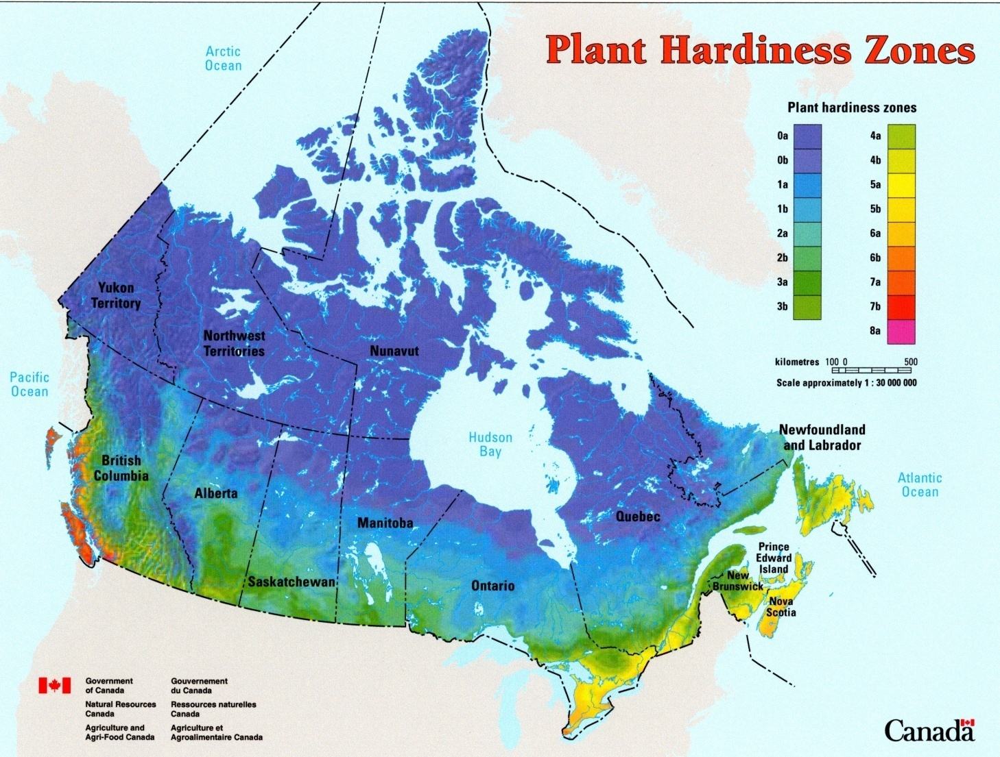 Plant Hardiness Zones
Arctic
Ocean
Plant hardiness zones
0a
0b
1a
1b
2a
2b
3a
3b
4a
4b
5a
5b
6a
6b
7a
7b
8a
kilometres 100 0 500
Scale approximately 1 : 30 000 000
Yukon
Territory
Northwest
Territories
Nunavut
Pacific
Ocean
Hudson
Bay
Newfoundland
and Labrador
British
Columbia
Alberta
Atlantic
Ocean
Manitoba
Quebec
Prince
Edward
Island
Saskatchewan
Ontario
New
Brunswick
Nova
Scotia
Government
of Canada
Gouvernement
du Canada
Natural Resources
Canada
Ressources naturelles
Canada
Agriculture and
Agri-Food Canada
Agriculture et
Agroalimentaire Canada
Canada